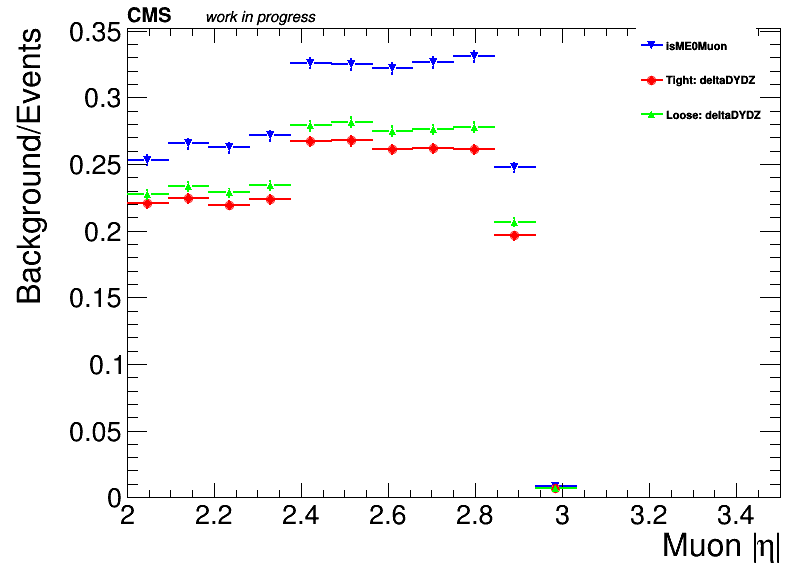 CMS work in progress
Background/Events
0.35
0.3
0.25
0.2
0.15
0.1
0.05
0
isME0Muon
Tight: deltaDYDZ
Loose: deltaDYDZ
2 2.2 2.4 2.6 2.8 3 3.2 3.4
Muon |η|